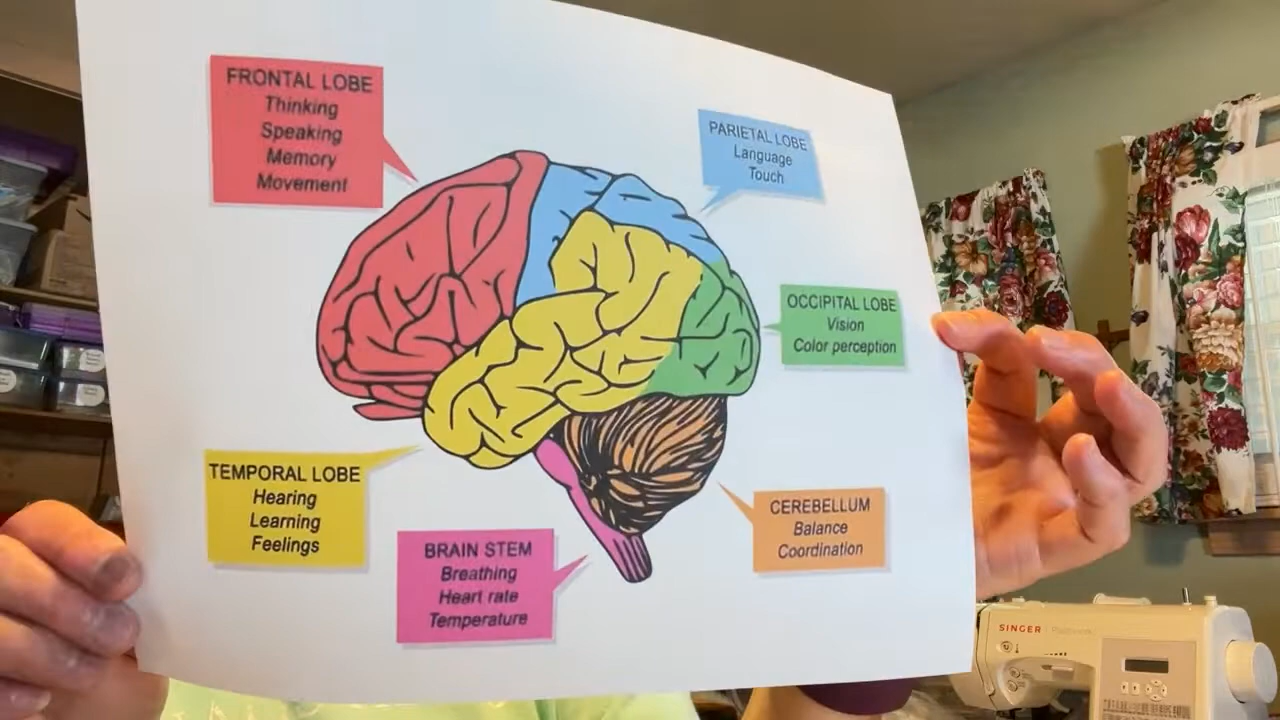 FRONTAL LOBE
Thinking
Speaking
Memory
Movement
PARIETAL LOBE
Language
Touch
OCCIPITAL LOBE
Vision
Color perception
TEMPORAL LOBE
Hearing
Learning
Feelings
BRAIN STEM
Breathing
Heart rate
Temperature
CEREBELLUM
Balance
Coordination
SINGER